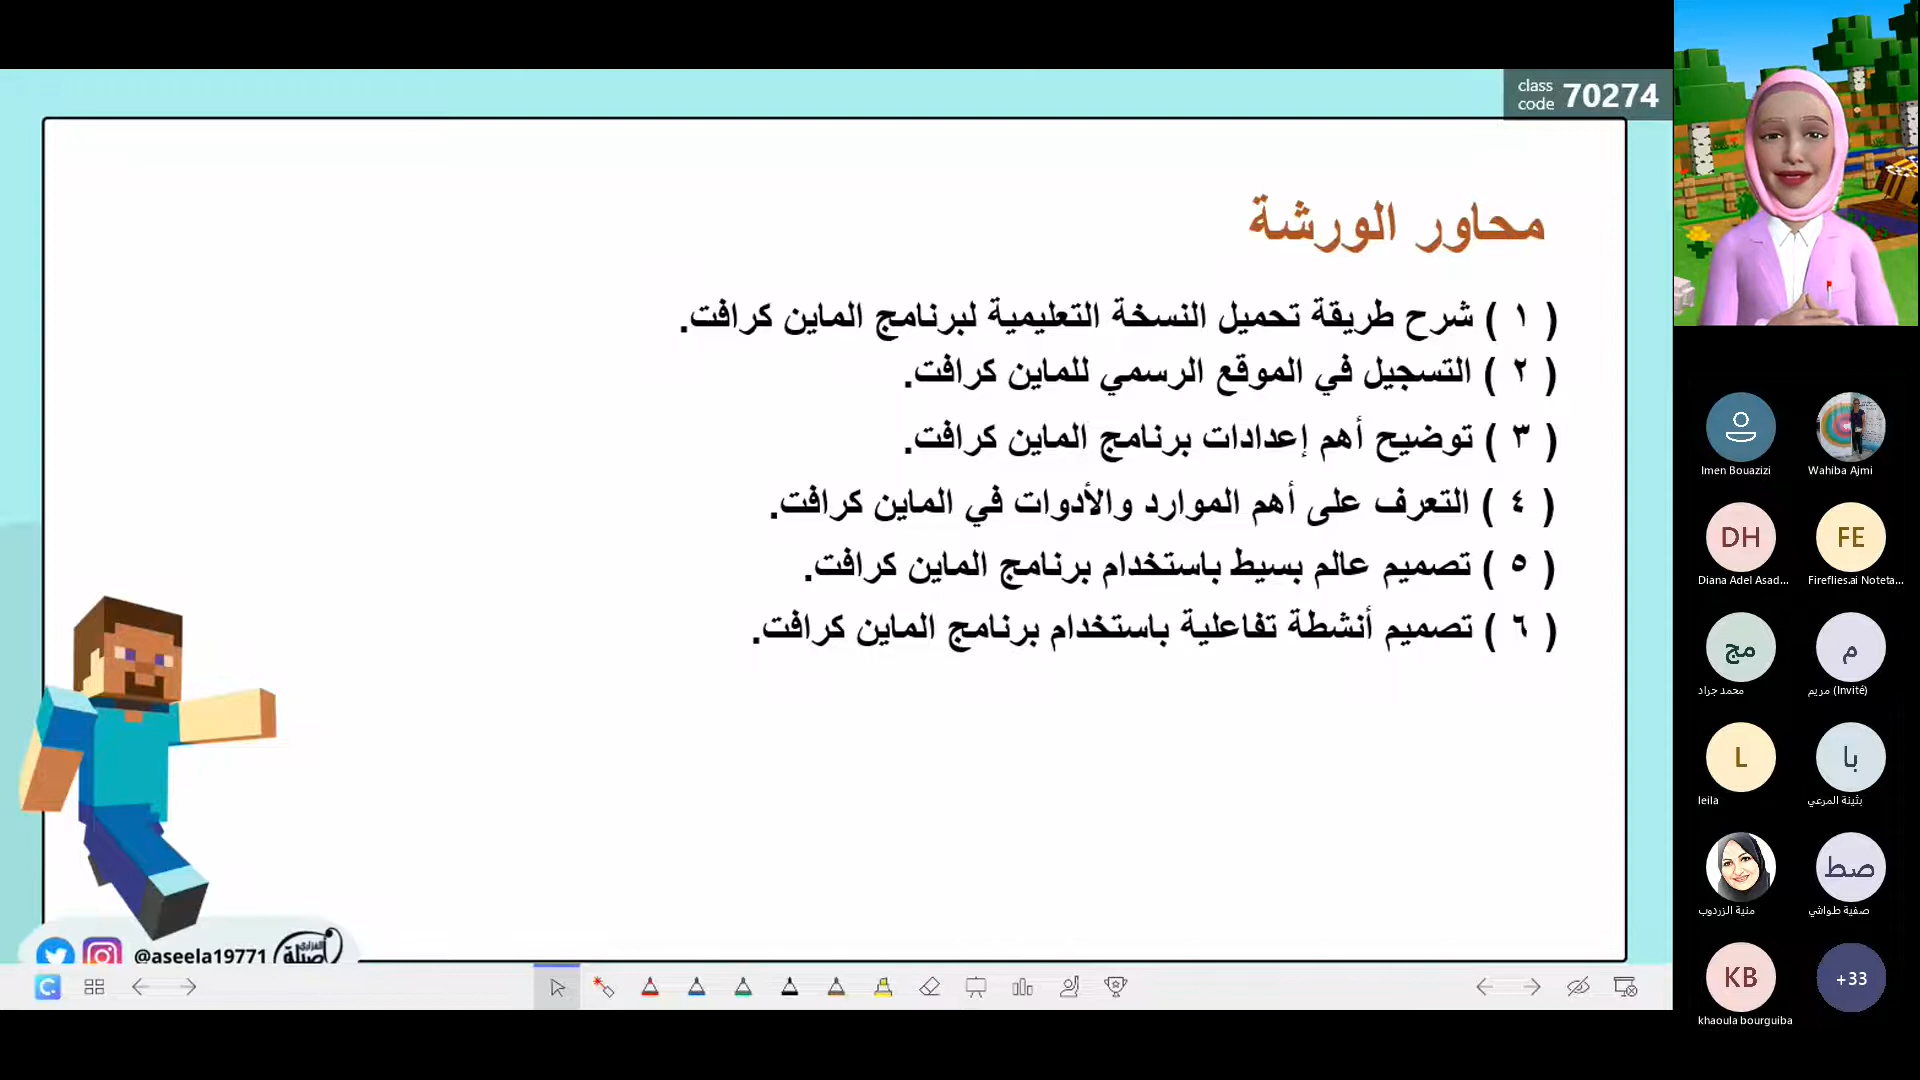 class code 70274
محاور الورشة
( ١ ) شرح طريقة تحميل النسخة التعليمية لبرنامج الماين كرافت.
( ٢ ) التسجيل في الموقع الرسمي للماين كرافت.
( ٣ ) توضيح أهم إعدادات برنامج الماين كرافت.
( ٤ ) التعرف على أهم الموارد والأدوات في الماين كرافت.
( ٥ ) تصميم عالم بسيط باستخدام برنامج الماين كرافت.
( ٦ ) تصميم أنشطة تفاعلية باستخدام برنامج الماين كرافت.
@aseela19771 أصيلة الفزاري
Imen Bouazizi
Wahiba Ajmi
DH
FE
Diana Adel Asad...
Fireflies.ai Noteta...
مج
م
محمد جراد
مريم (Invité)
L
با
leila
بثينة المرعي
صط
منية الزردوب
صفية طواشي
KB
+33
khaoula bourguiba